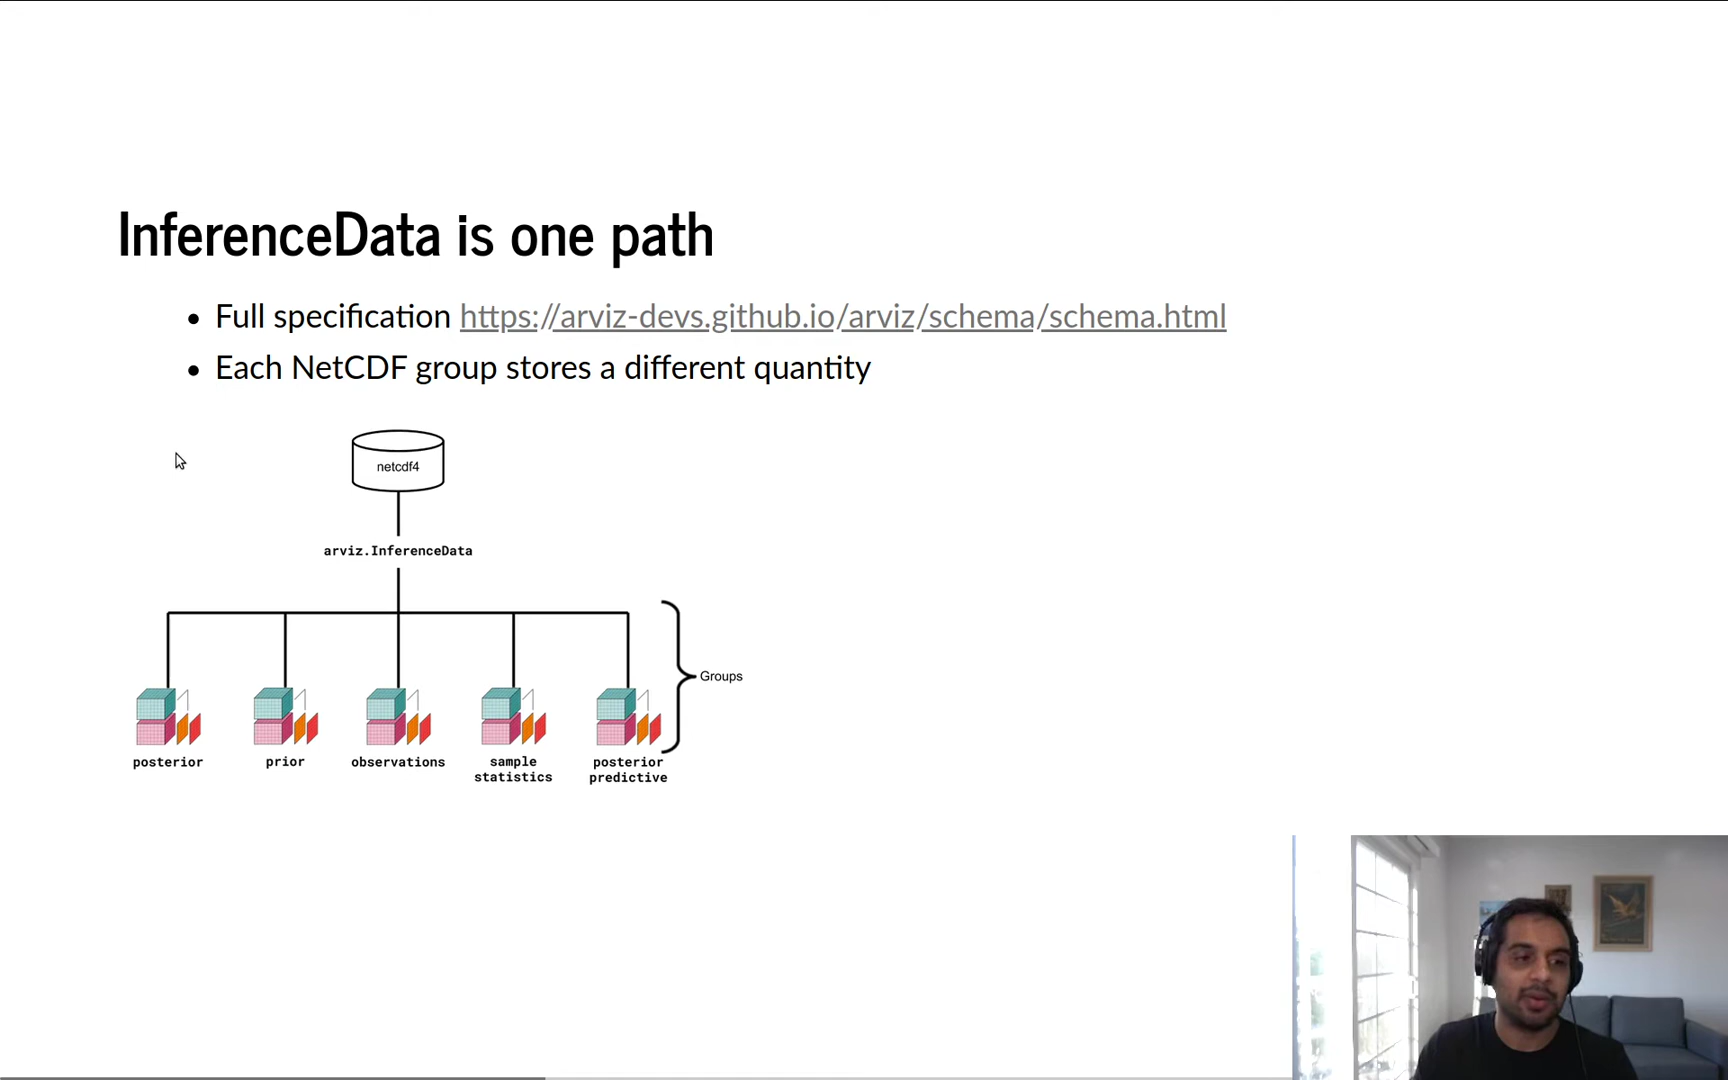 InferenceData is one path
Full specification https://arviz-devs.github.io/arviz/schema/schema.html
Each NetCDF group stores a different quantity
netcdf4
arviz.InferenceData
Groups
posterior
prior
observations
sample
statistics
posterior
predictive